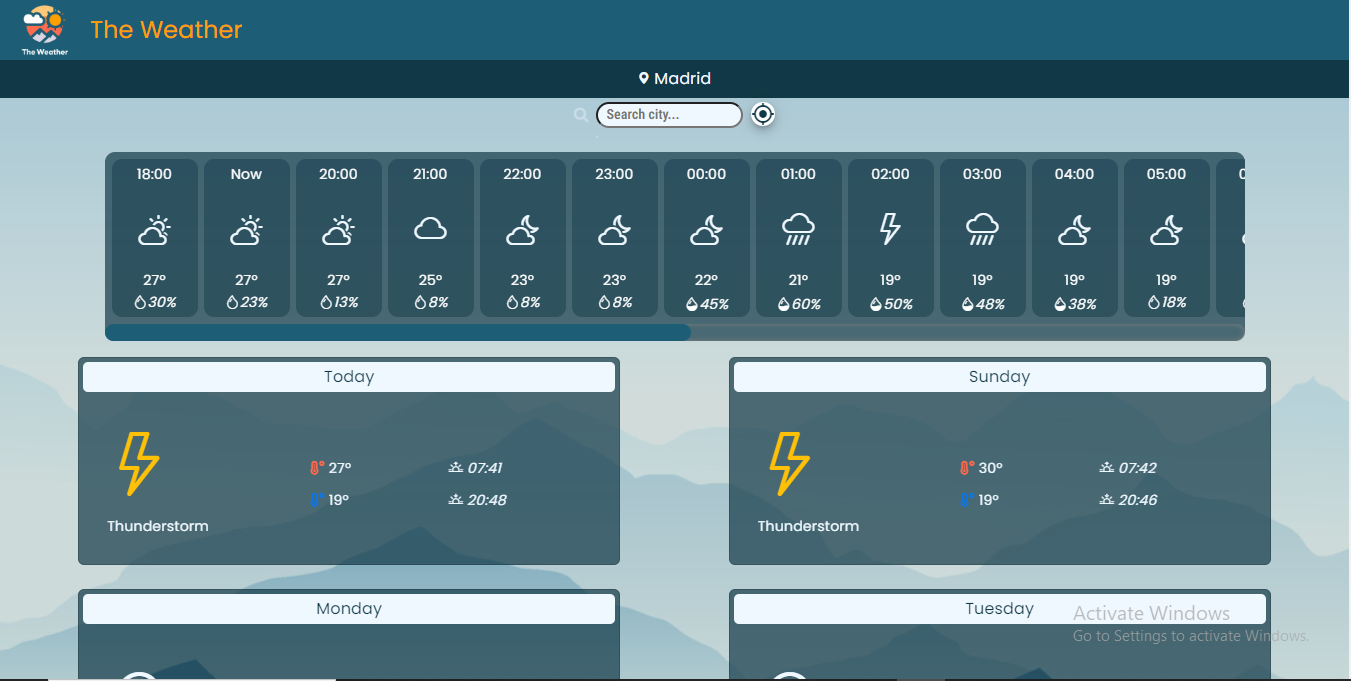 The Weather
The Weather
Madrid
Search city...
18:00 Now 20:00 21:00 22:00 23:00 00:00 01:00 02:00 03:00 04:00 05:00
27° 27° 27° 25° 23° 23° 22° 21° 19° 19° 19° 19°
30% 23% 13% 8% 8% 8% 45% 60% 50% 48% 38% 18%
Today
27° 07:41
19° 20:48
Thunderstorm
Sunday
30° 07:42
19° 20:46
Thunderstorm
Monday
Tuesday
Activate Windows
Go to Settings to activate Windows.